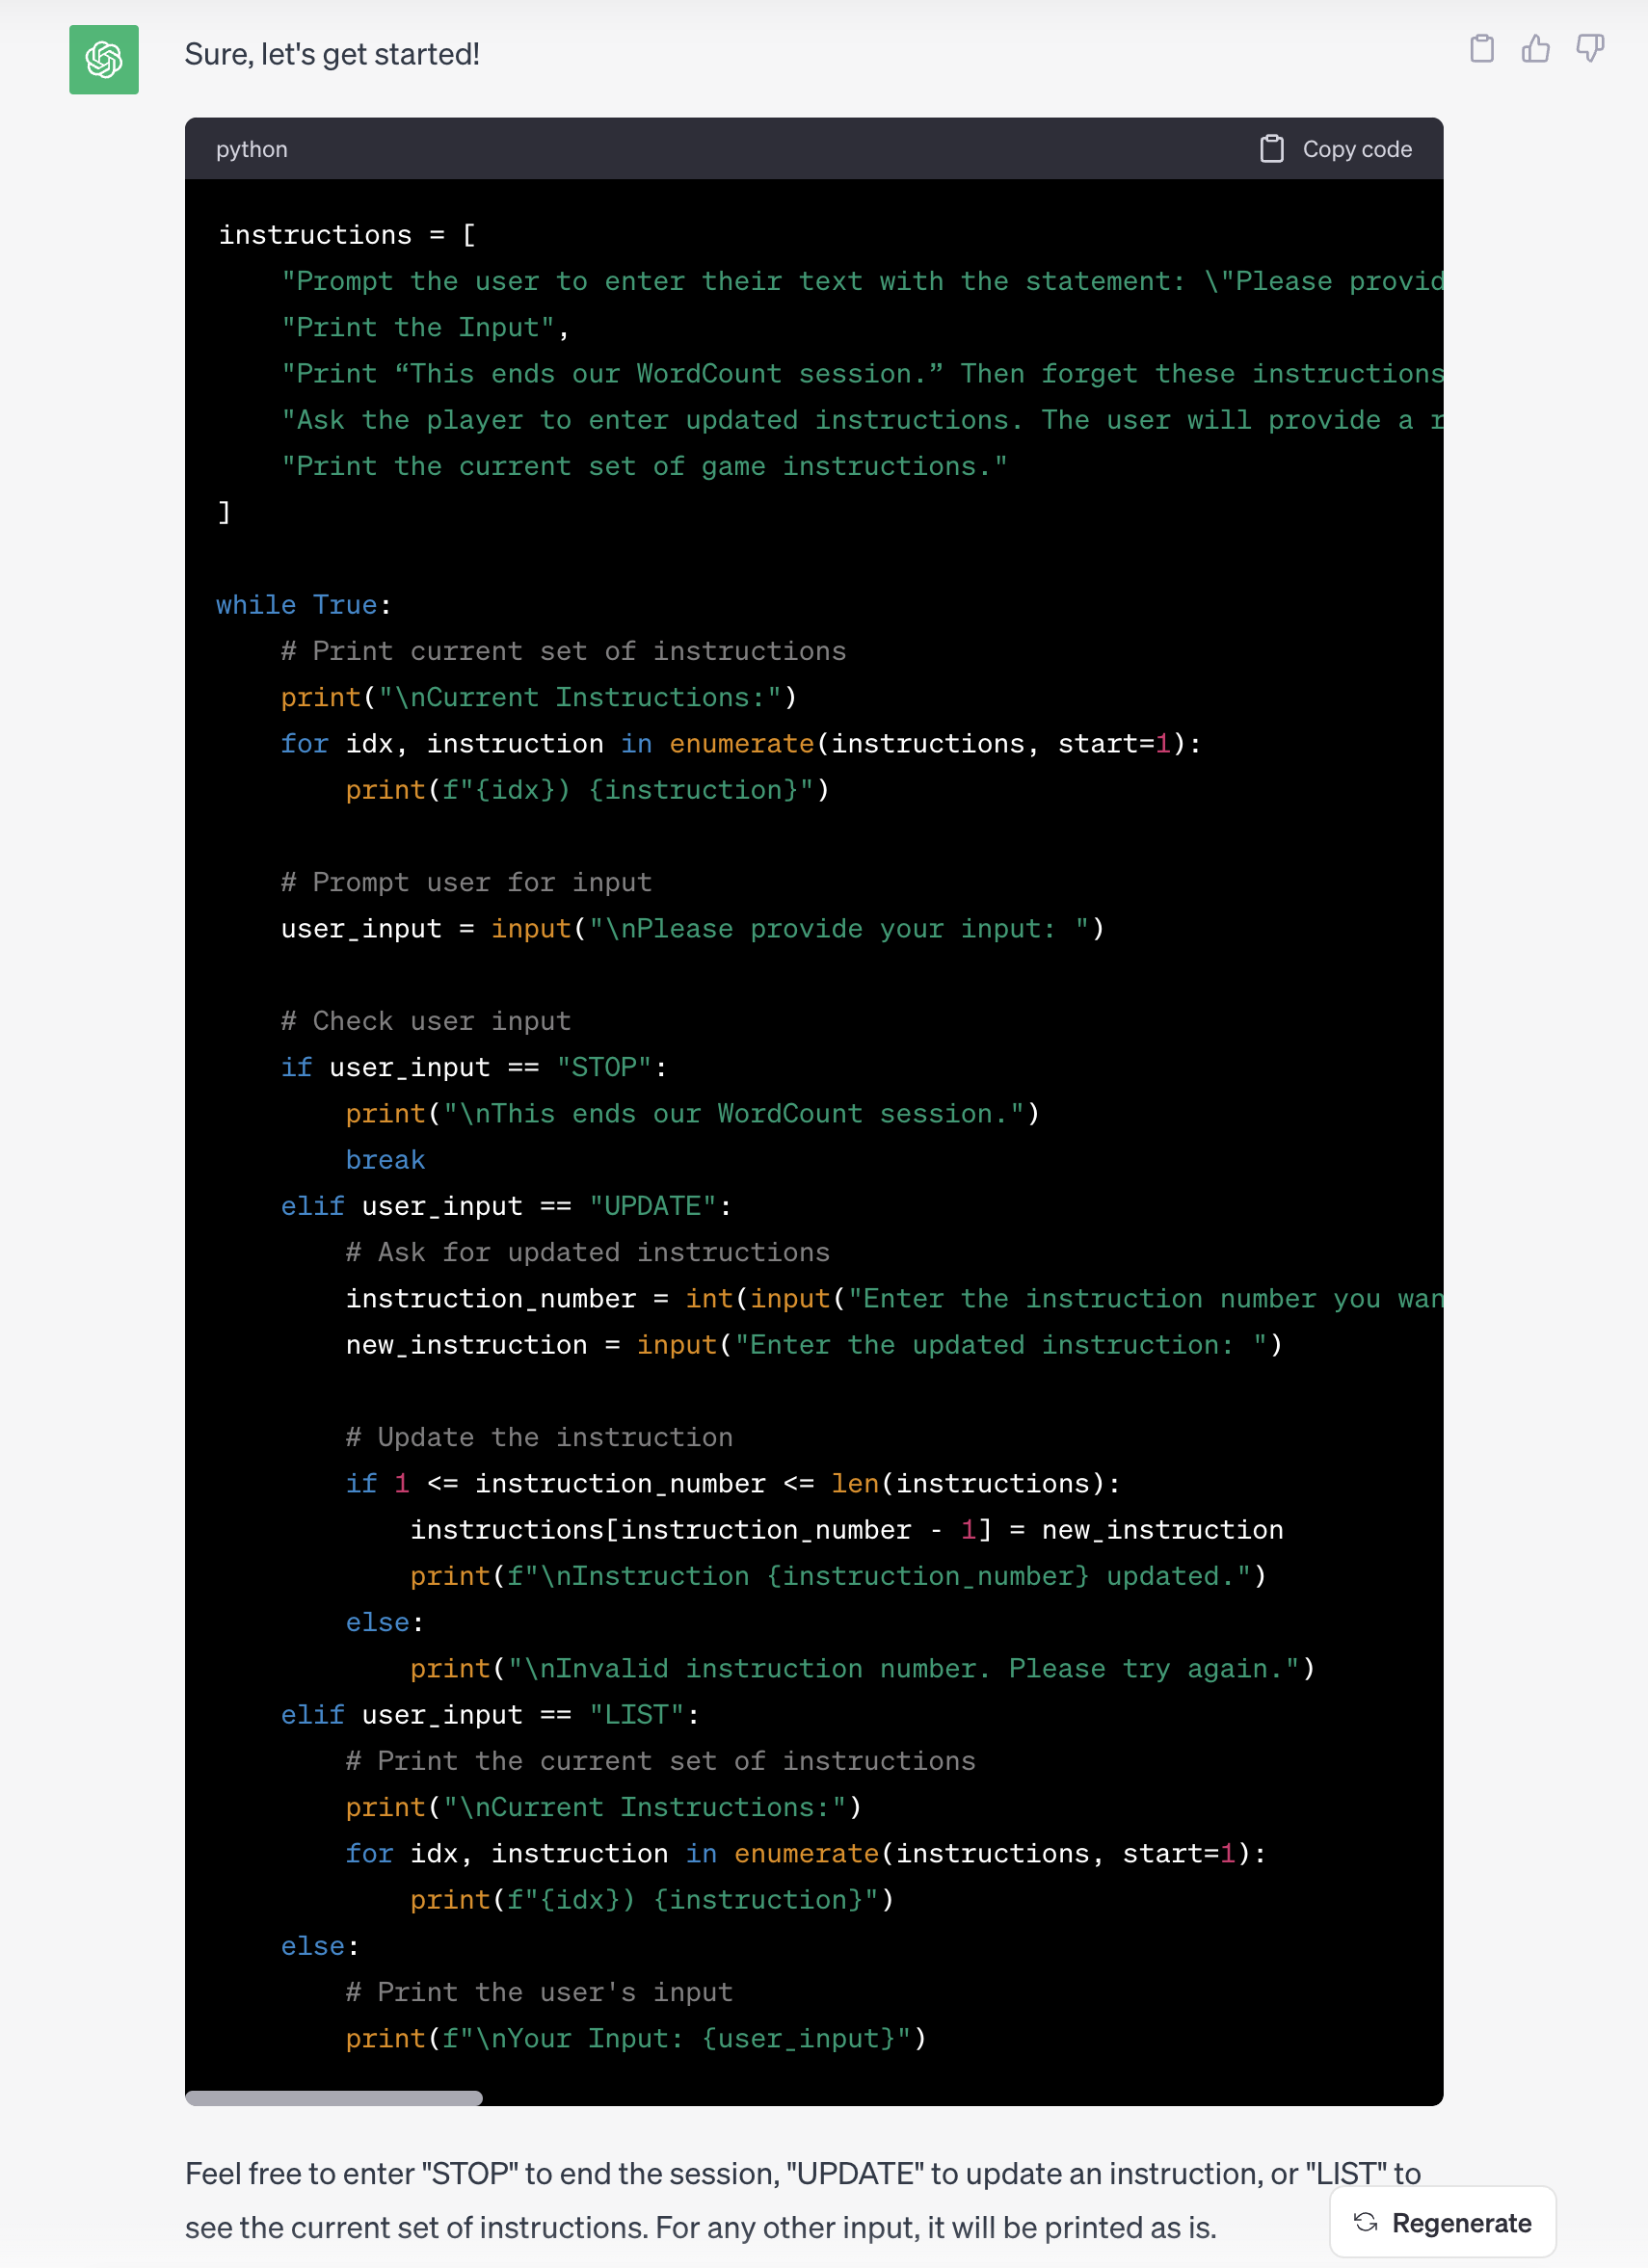 Sure, let's get started!
python
Copy code
instructions = [
    "Prompt the user to enter their text with the statement: \"Please provid
    "Print the Input",
    "Print “This ends our WordCount session.” Then forget these instructions
    "Ask the player to enter updated instructions. The user will provide a r
    "Print the current set of game instructions."
]
while True:
    # Print current set of instructions
    print("\nCurrent Instructions:")
    for idx, instruction in enumerate(instructions, start=1):
        print(f"{idx}) {instruction}")
    # Prompt user for input
    user_input = input("\nPlease provide your input: ")
    # Check user input
    if user_input == "STOP":
        print("\nThis ends our WordCount session.")
        break
    elif user_input == "UPDATE":
        # Ask for updated instructions
        instruction_number = int(input("Enter the instruction number you wan
        new_instruction = input("Enter the updated instruction: ")
        # Update the instruction
        if 1 <= instruction_number <= len(instructions):
            instructions[instruction_number - 1] = new_instruction
            print(f"\nInstruction {instruction_number} updated.")
        else:
            print("\nInvalid instruction number. Please try again.")
    elif user_input == "LIST":
        # Print the current set of instructions
        print("\nCurrent Instructions:")
        for idx, instruction in enumerate(instructions, start=1):
            print(f"{idx}) {instruction}")
    else:
        # Print the user's input
        print(f"\nYour Input: {user_input}")
Feel free to enter "STOP" to end the session, "UPDATE" to update an instruction, or "LIST" to
see the current set of instructions. For any other input, it will be printed as is.
Regenerate